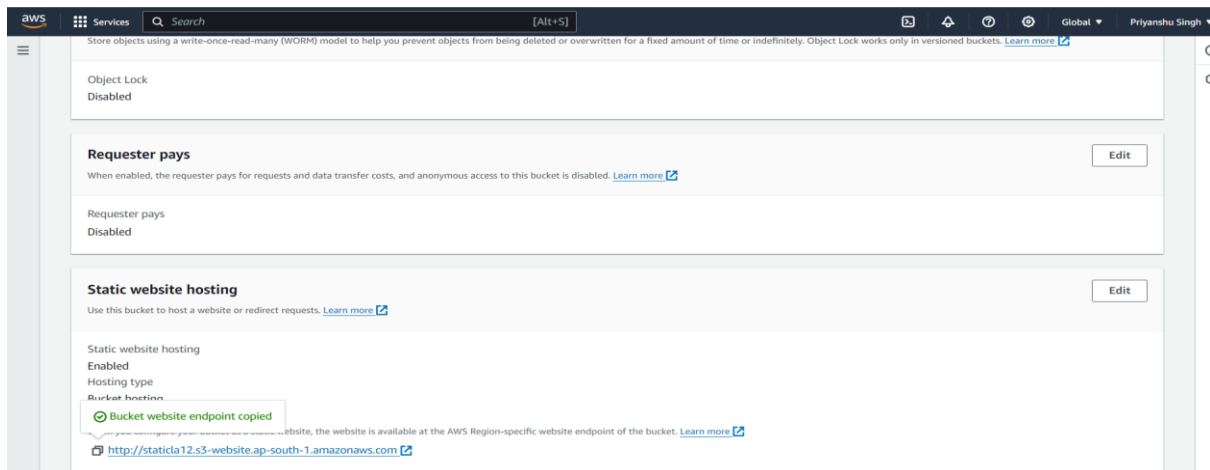 aws Services Search [Alt+S] Global Priyanshu Singh
Store objects using a write-once-read-many (WORM) model to help you prevent objects from being deleted or overwritten for a fixed amount of time or indefinitely. Object Lock works only in versioned buckets. Learn more
Object Lock
Disabled
Requester pays Edit
When enabled, the requester pays for requests and data transfer costs, and anonymous access to this bucket is disabled. Learn more
Requester pays
Disabled
Static website hosting Edit
Use this bucket to host a website or redirect requests. Learn more
Static website hosting
Enabled
Hosting type
Bucket hosting
Bucket website endpoint copied
website, the website is available at the AWS Region-specific website endpoint of the bucket. Learn more
http://staticla12.s3-website.ap-south-1.amazonaws.com